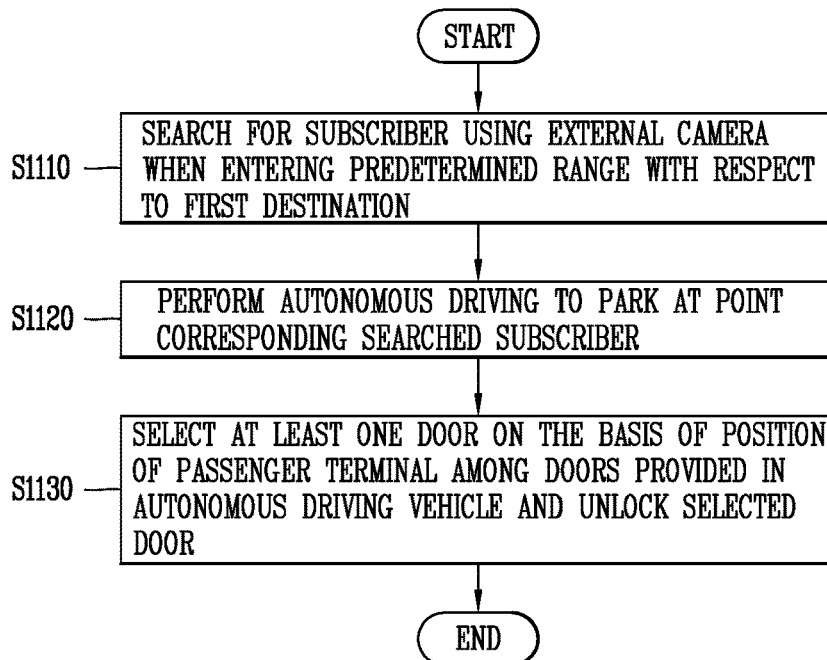 START
S1110
SEARCH FOR SUBSCRIBER USING EXTERNAL CAMERA
WHEN ENTERING PREDETERMINED RANGE WITH RESPECT
TO FIRST DESTINATION
S1120
PERFORM AUTONOMOUS DRIVING TO PARK AT POINT
CORRESPONDING SEARCHED SUBSCRIBER
S1130
SELECT AT LEAST ONE DOOR ON THE BASIS OF POSITION
OF PASSENGER TERMINAL AMONG DOORS PROVIDED IN
AUTONOMOUS DRIVING VEHICLE AND UNLOCK SELECTED
DOOR
END